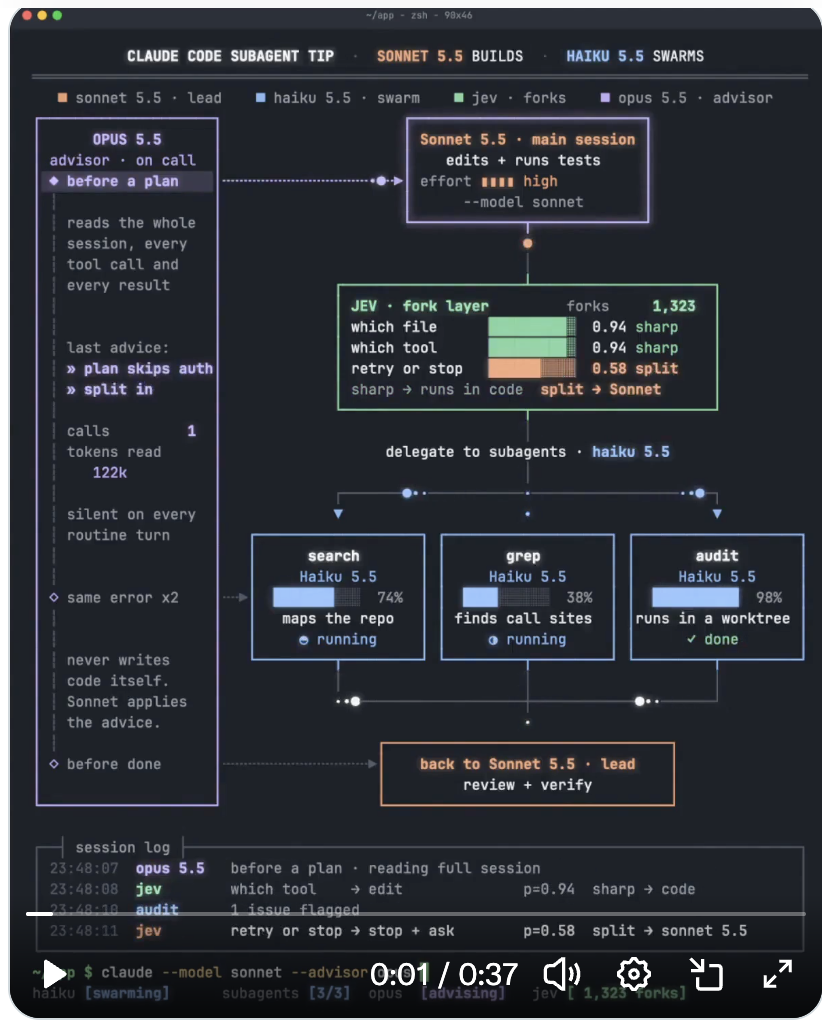 ~/app - zsh - 90x46
CLAUDE CODE SUBAGENT TIP · SONNET 5.5 BUILDS · HAIKU 5.5 SWARMS
sonnet 5.5 · lead
haiku 5.5 · swarm
jev · forks
opus 5.5 · advisor
OPUS 5.5
advisor · on call
◆ before a plan
reads the whole
session, every
tool call and
every result
last advice:
» plan skips auth
» split in
calls 1
tokens read
122k
silent on every
routine turn
◇ same error x2
never writes
code itself.
Sonnet applies
the advice.
◇ before done
Sonnet 5.5 · main session
edits + runs tests
effort high
--model sonnet
JEV · fork layer forks 1,323
which file 0.94 sharp
which tool 0.94 sharp
retry or stop 0.58 split
sharp → runs in code split → Sonnet
delegate to subagents · haiku 5.5
search
Haiku 5.5
74%
maps the repo
running
grep
Haiku 5.5
38%
finds call sites
running
audit
Haiku 5.5
98%
runs in a worktree
✓ done
back to Sonnet 5.5 · lead
review + verify
session log
23:48:07 opus 5.5 before a plan · reading full session
23:48:08 jev which tool → edit p=0.94 sharp → code
23:48:10 audit 1 issue flagged
23:48:11 jev retry or stop → stop + ask p=0.58 split → sonnet 5.5
$ claude --model sonnet --advisor
0:01 / 0:37
haiku [swarming] subagents [3/3] opus [advising] jev [ 1,323 forks]